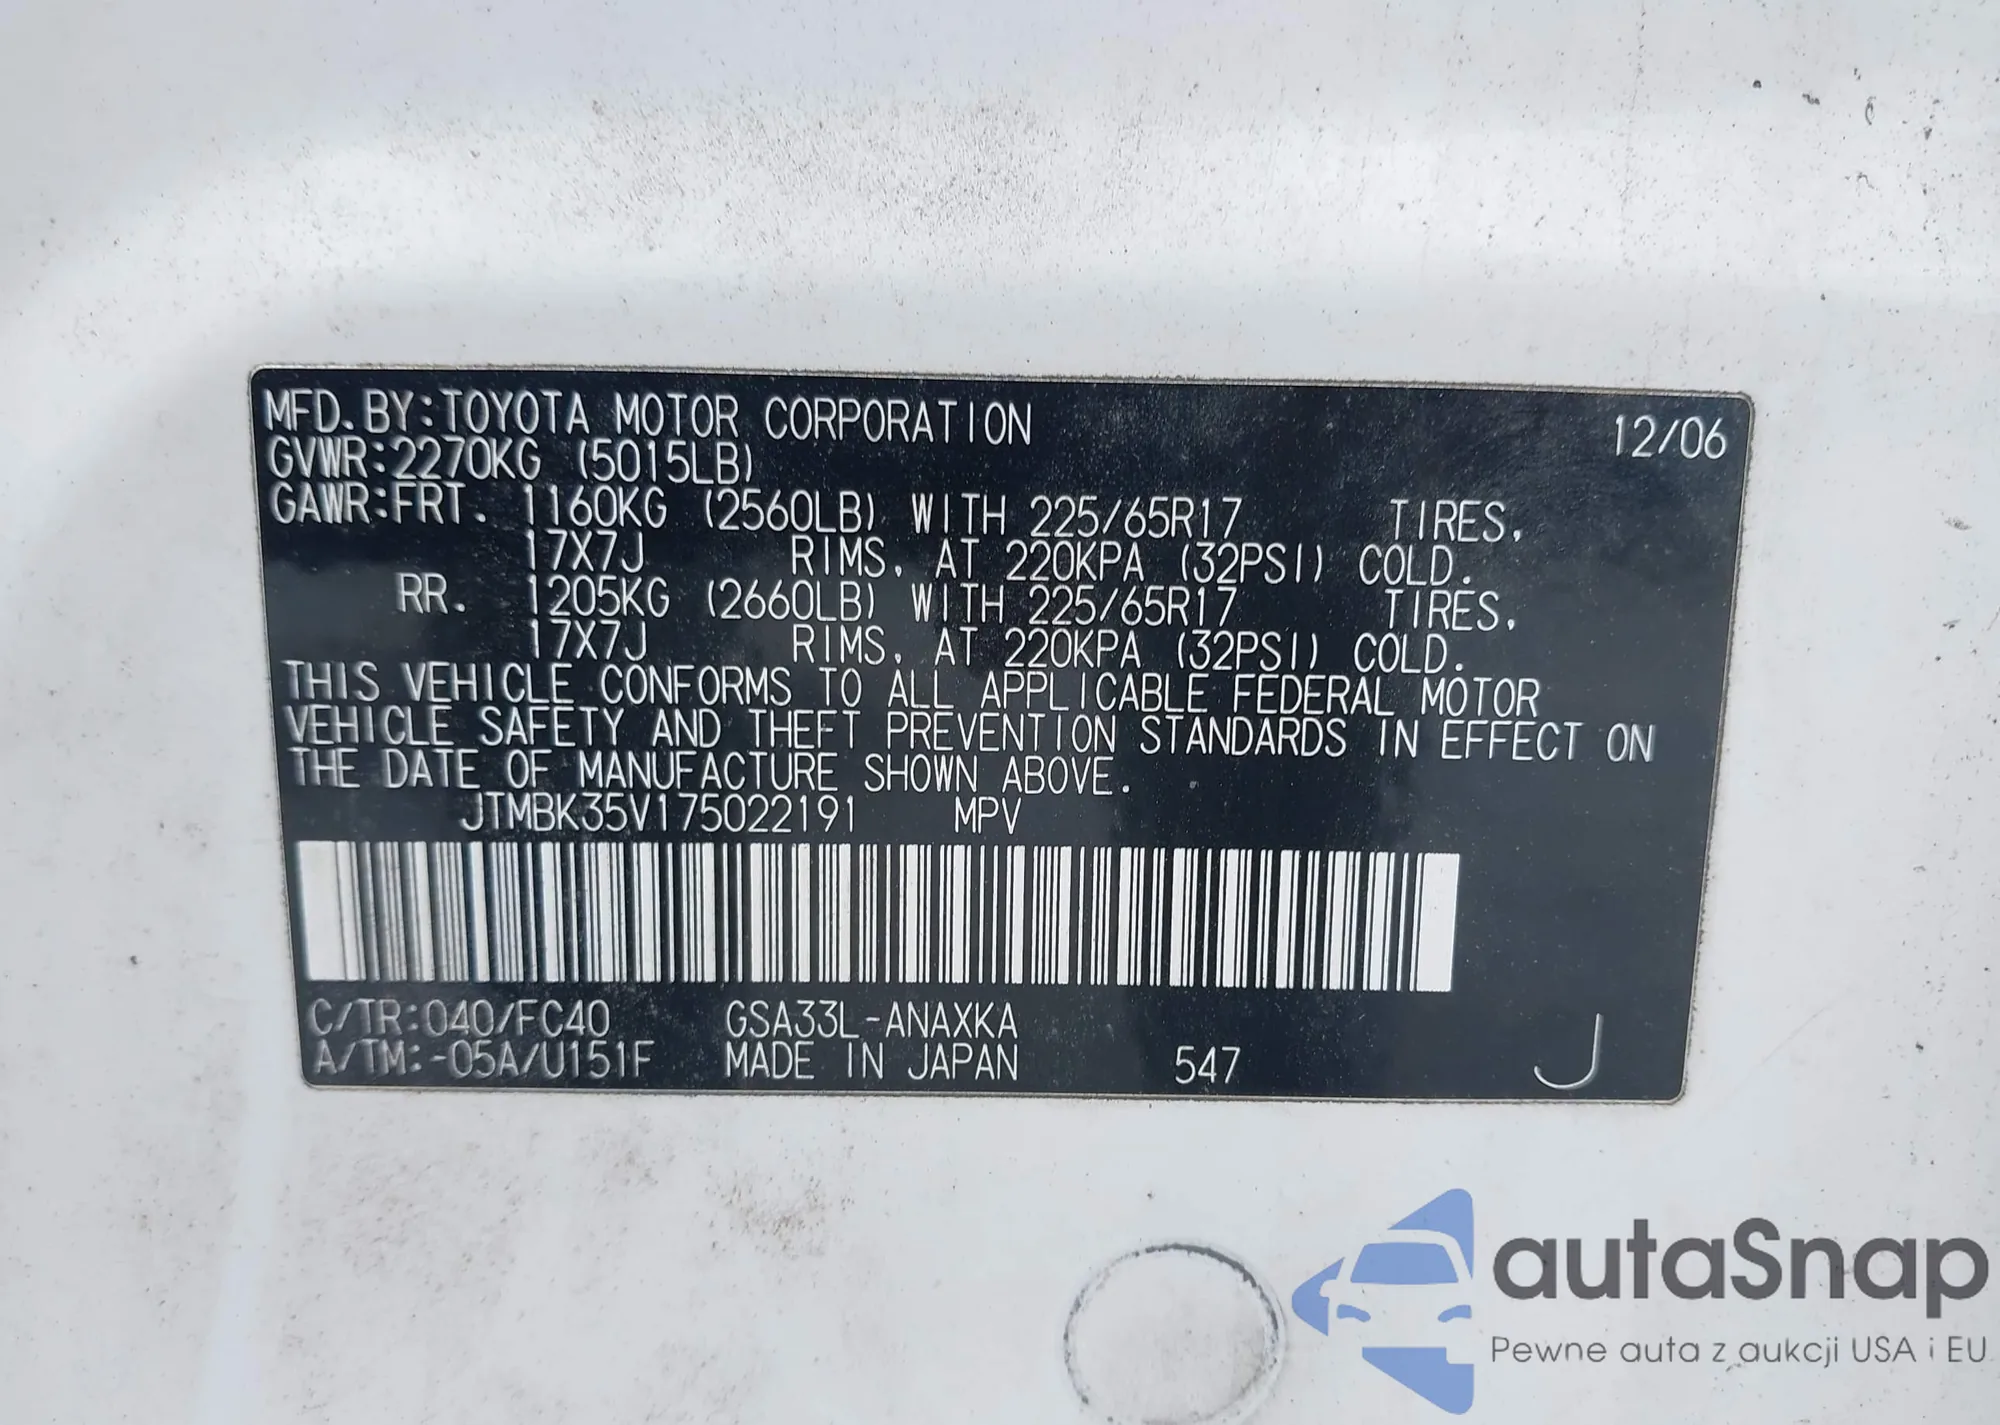 MFD. BY:TOYOTA MOTOR CORPORATION 12/06
GVWR:2270KG (5015LB)
GAWR:FRT. 1160KG (2560LB) WITH 225/65R17 TIRES,
17X7J RIMS, AT 220KPA (32PSI) COLD.
RR. 1205KG (2660LB) WITH 225/65R17 TIRES,
17X7J RIMS, AT 220KPA (32PSI) COLD.
THIS VEHICLE CONFORMS TO ALL APPLICABLE FEDERAL MOTOR
VEHICLE SAFETY AND THEFT PREVENTION STANDARDS IN EFFECT ON
THE DATE OF MANUFACTURE SHOWN ABOVE.
JTMBK35V175022191 MPV
C/TR:040/FC40 GSA33L-ANAXKA
A/TM:-05A/U151F MADE IN JAPAN 547 J
autaSnap
Pewne auta z aukcji USA i EU